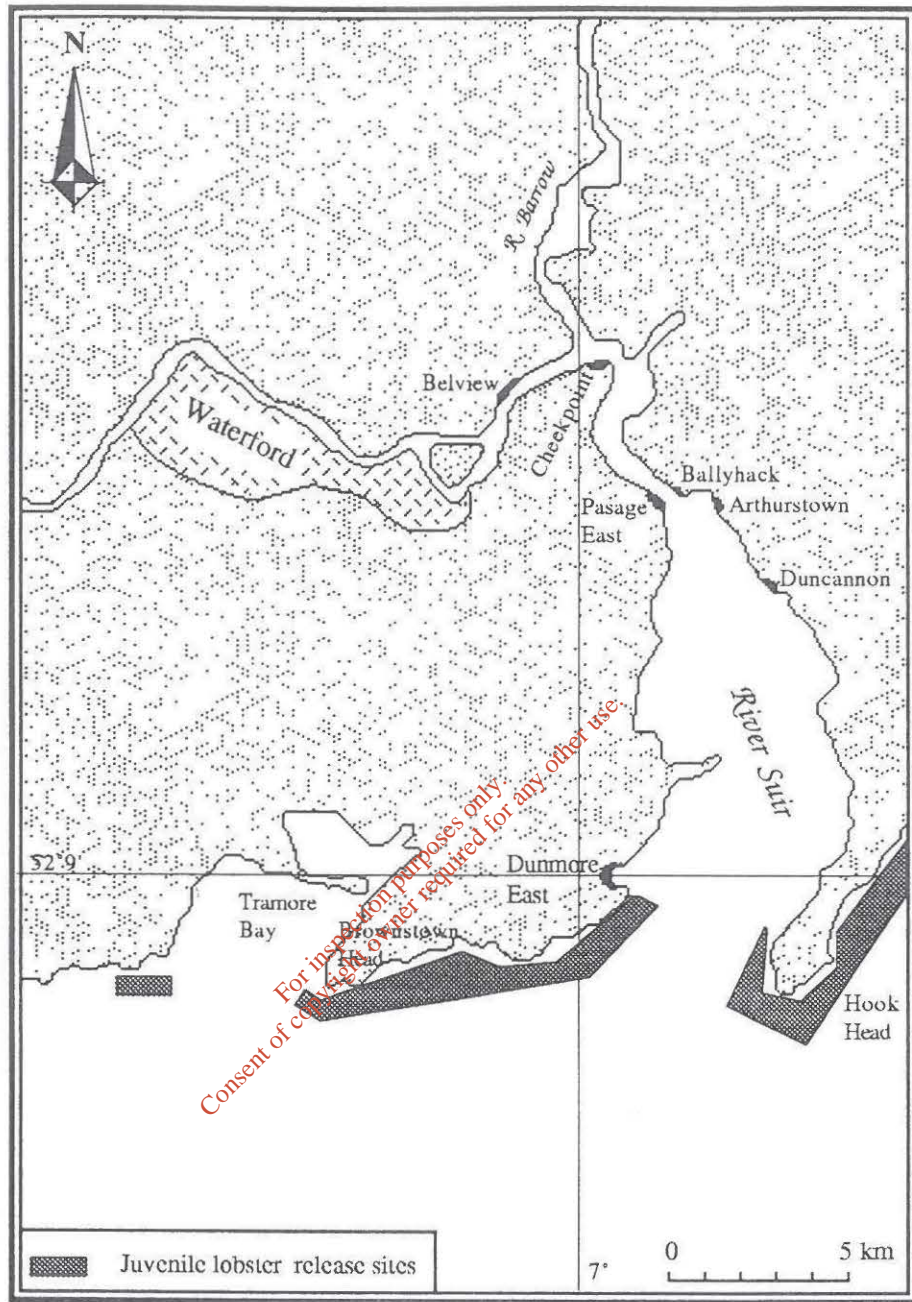 N
R. Barrow
Belview
Cheekpoint
Waterford
Ballyhack
Pasage
East
Arthurstown
Duncannon
River Suir
52°9
Dunmore
East
Tramore
Bay
Brownstown
Head
Hook
Head
For inspection purposes only.
Consent of copyright owner required for any other use.
Juvenile lobster release sites
7°
0 5 km